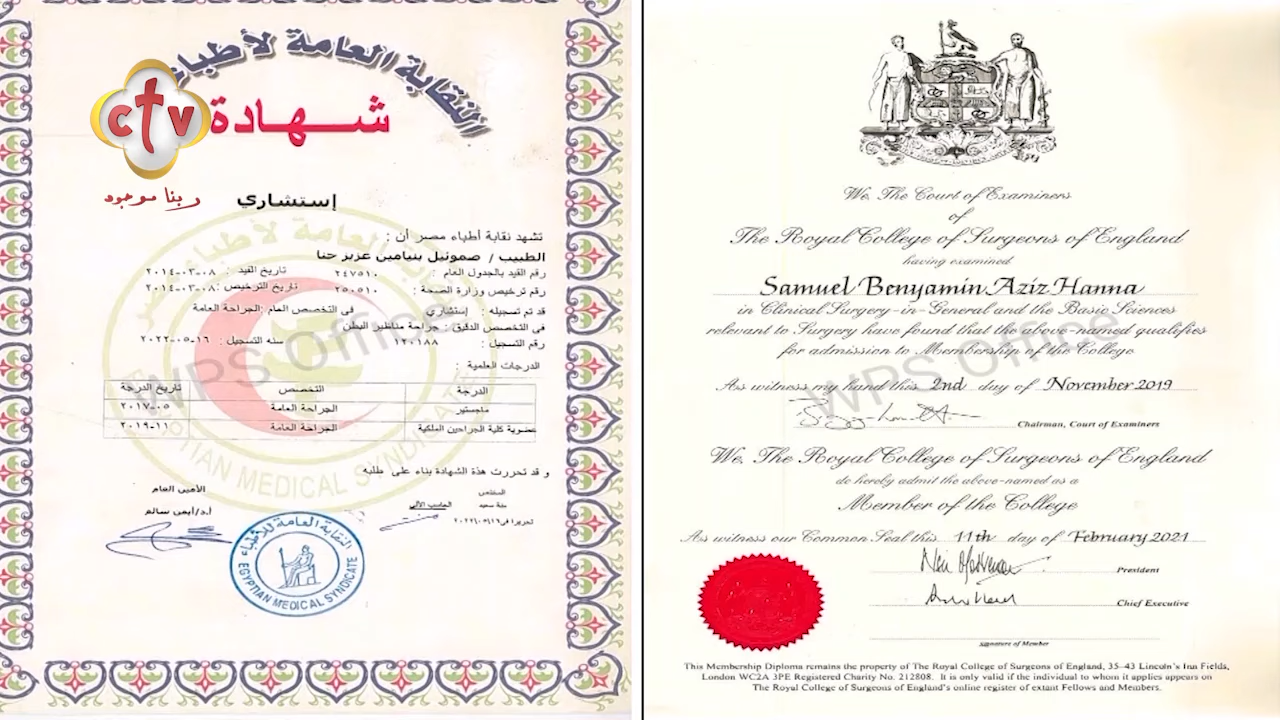 النقابة العامة لأطباء
ctv
شهادة
ربنا موجود
إستشاري
تشهد نقابة أطباء مصر أن :
الطبيب / صموئيل بنيامين عزيز حنا
رقم القيد بالجدول العام : ٢٤٧٥١٠ تاريخ القيد : ٠٨-٠٣-٢٠١٤
رقم ترخيص وزارة الصحة : ٢٥٠٥١٠ تاريخ الترخيص : ٠٨-٠٣-٢٠١٤
قد تم تسجيله : إستشاري فى التخصص العام : الجراحة العامة
فى التخصص الدقيق : جراحة مناظير البطن
رقم التسجيل : ١٢٠١٨٨ سنه التسجيل : ١٦-٠٥-٢٠٢٢
الدرجات العلمية :
الدرجة التخصص تاريخ الدرجة
ماجستير الجراحة العامة ٠٥-٢٠١٧
عضوية كلية الجراحين الملكية الجراحة العامة ١١-٢٠١٩
و قد تحررت هذة الشهادة بناء على طلبه
المختص الحاسب الآلي الأمين العام
أ.د/أيمن سالم
تحريرا فى ٢٠٢٢/٠٥/١٦
النقابة العامة للأطباء
EGYPTIAN MEDICAL SYNDICATE
EGYPTIAN MEDICAL SYNDICATE
WPS Office
We, The Court of Examiners
of
The Royal College of Surgeons of England
having examined
Samuel Benyamin Aziz Hanna
in Clinical Surgery-in-General and the Basic Sciences
relevant to Surgery have found that the above-named qualifies
for admission to Membership of the College
As witness my hand this 2nd day of November 2019
Chairman, Court of Examiners
We, The Royal College of Surgeons of England
do hereby admit the above-named as a
Member of the College
As witness our Common Seal this 11th day of February 2021
President
Chief Executive
signature of Member
This Membership Diploma remains the property of The Royal College of Surgeons of England, 35-43 Lincoln's Inn Fields,
London WC2A 3PE Registered Charity No. 212808. It is only valid if the individual to whom it applies appears on
The Royal College of Surgeons of England's online register of extant Fellows and Members.
WPS Office